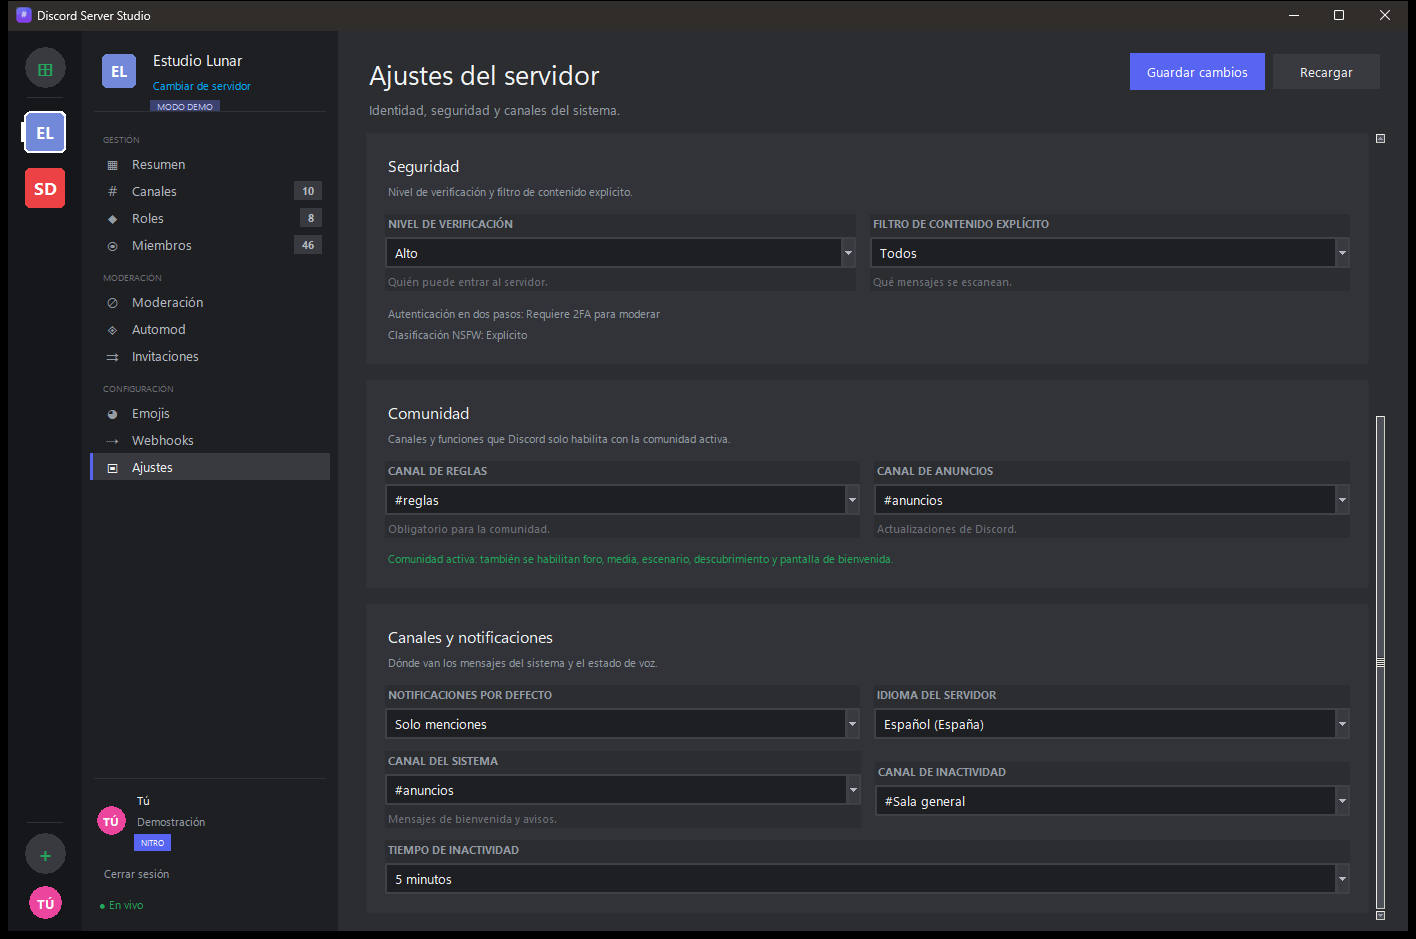 Discord Server Studio
EL
SD
+
TÚ
EL
Estudio Lunar
Cambiar de servidor
MODO DEMO
GESTIÓN
Resumen
# Canales 10
Roles 8
Miembros 46
MODERACIÓN
Moderación
Automod
Invitaciones
CONFIGURACIÓN
Emojis
Webhooks
Ajustes
TÚ
Tú
Demostración
NITRO
Cerrar sesión
● En vivo
Ajustes del servidor
Identidad, seguridad y canales del sistema.
Guardar cambios
Recargar
Seguridad
Nivel de verificación y filtro de contenido explícito.
NIVEL DE VERIFICACIÓN
Alto
Quién puede entrar al servidor.
FILTRO DE CONTENIDO EXPLÍCITO
Todos
Qué mensajes se escanean.
Autenticación en dos pasos: Requiere 2FA para moderar
Clasificación NSFW: Explícito
Comunidad
Canales y funciones que Discord solo habilita con la comunidad activa.
CANAL DE REGLAS
#reglas
Obligatorio para la comunidad.
CANAL DE ANUNCIOS
#anuncios
Actualizaciones de Discord.
Comunidad activa: también se habilitan foro, media, escenario, descubrimiento y pantalla de bienvenida.
Canales y notificaciones
Dónde van los mensajes del sistema y el estado de voz.
NOTIFICACIONES POR DEFECTO
Solo menciones
IDIOMA DEL SERVIDOR
Español (España)
CANAL DEL SISTEMA
#anuncios
Mensajes de bienvenida y avisos.
CANAL DE INACTIVIDAD
#Sala general
TIEMPO DE INACTIVIDAD
5 minutos